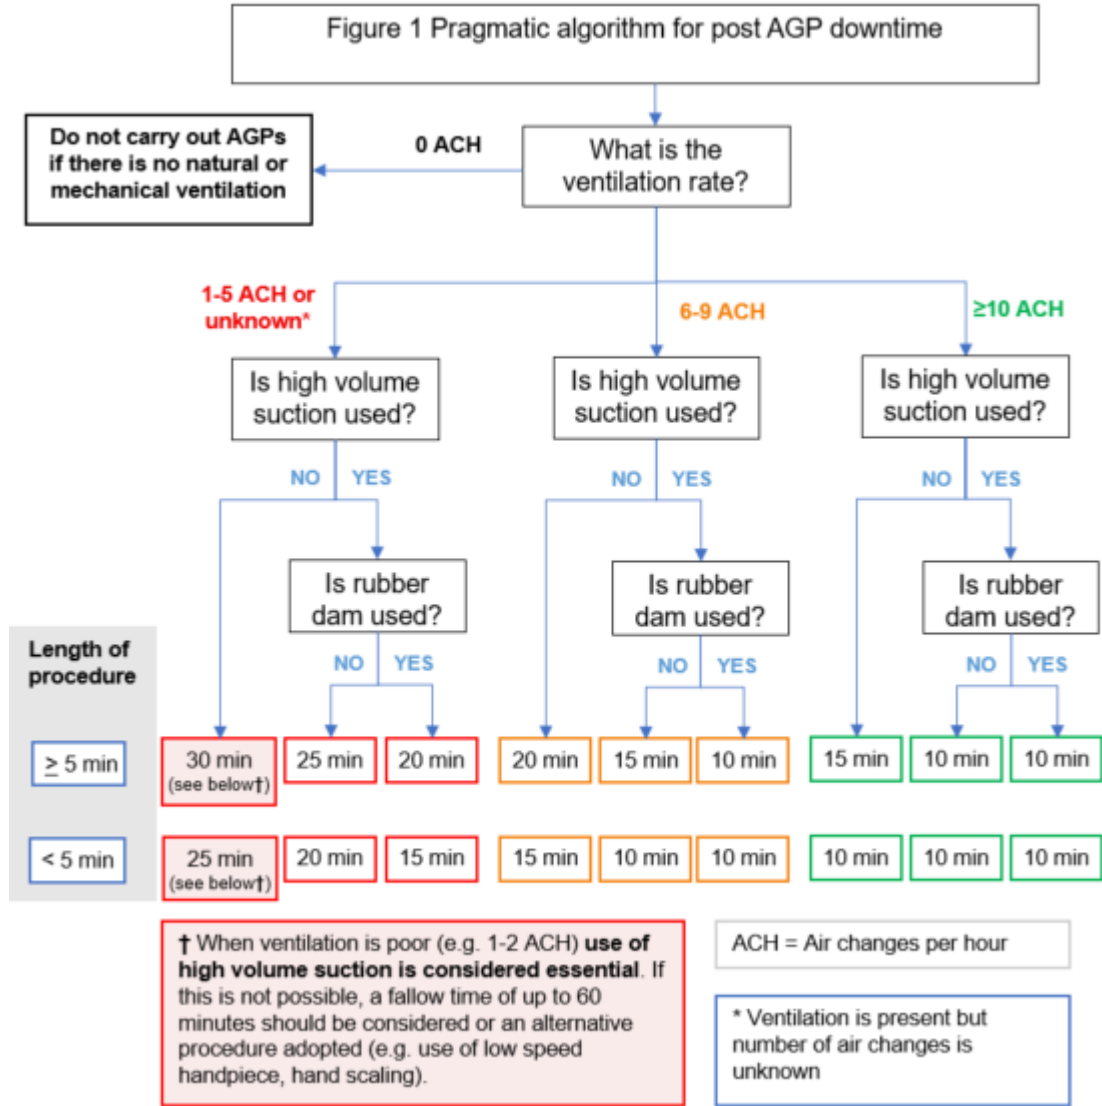 Figure 1 Pragmatic algorithm for post AGP downtime
Do not carry out AGPs
if there is no natural or
mechanical ventilation
0 ACH
What is the
ventilation rate?
1-5 ACH or
unknown*
6-9 ACH
≥10 ACH
Is high volume
suction used?
Is high volume
suction used?
Is high volume
suction used?
NO YES
NO YES
NO YES
Is rubber
dam used?
Is rubber
dam used?
Is rubber
dam used?
NO YES
NO YES
NO YES
Length of
procedure
≥ 5 min
30 min
(see below†)
25 min
20 min
20 min
15 min
10 min
15 min
10 min
10 min
< 5 min
25 min
(see below†)
20 min
15 min
15 min
10 min
10 min
10 min
10 min
10 min
† When ventilation is poor (e.g. 1-2 ACH) use of
high volume suction is considered essential. If
this is not possible, a fallow time of up to 60
minutes should be considered or an alternative
procedure adopted (e.g. use of low speed
handpiece, hand scaling).
ACH = Air changes per hour
* Ventilation is present but
number of air changes is
unknown